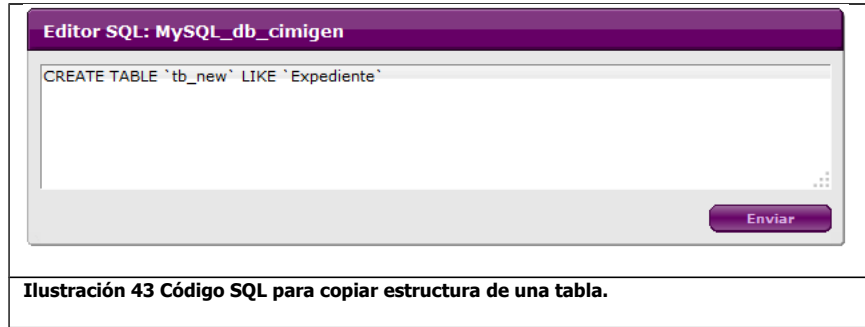 Editor SQL: MySQL_db_cimigen
CREATE TABLE `tb_new` LIKE `Expediente`
Enviar
Ilustración 43 Código SQL para copiar estructura de una tabla.